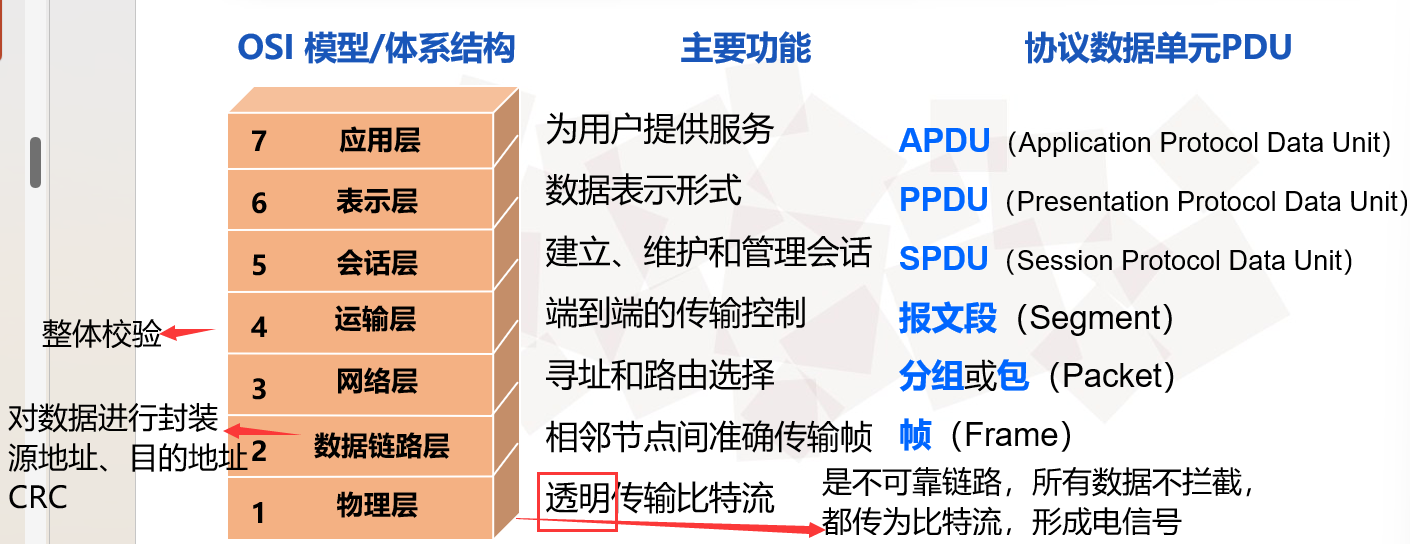 OSI 模型/体系结构 主要功能 协议数据单元PDU
7 应用层 为用户提供服务 APDU（Application Protocol Data Unit）
6 表示层 数据表示形式 PPDU（Presentation Protocol Data Unit）
5 会话层 建立、维护和管理会话 SPDU（Session Protocol Data Unit）
整体校验 4 运输层 端到端的传输控制 报文段（Segment）
3 网络层 寻址和路由选择 分组或包（Packet）
对数据进行封装
源地址、目的地址
CRC
2 数据链路层 相邻节点间准确传输帧 帧（Frame）
1 物理层 透明传输比特流
是不可靠链路，所有数据不拦截，
都传为比特流，形成电信号